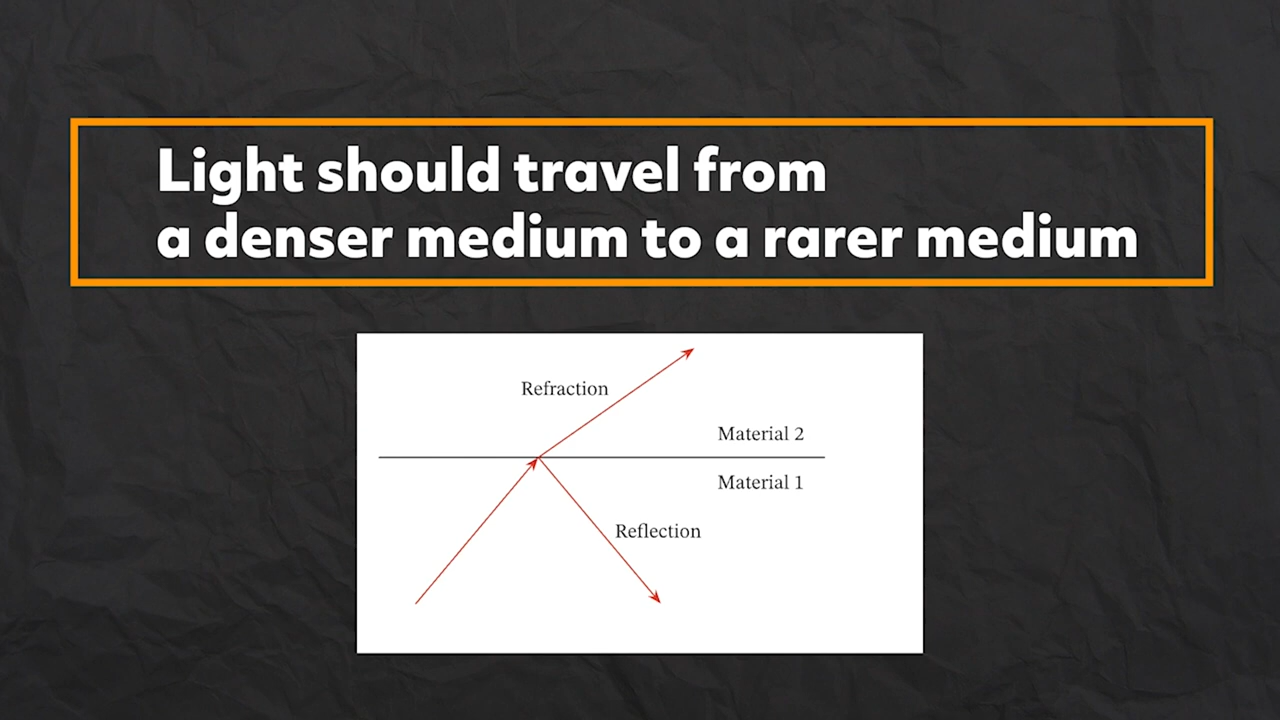 Light should travel from
a denser medium to a rarer medium
Refraction
Material 2
Material 1
Reflection